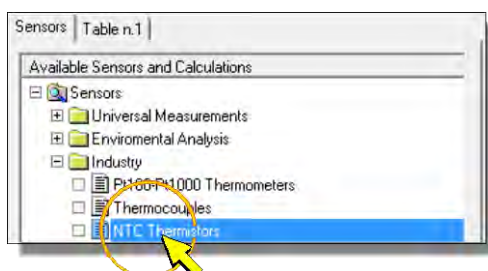 Sensors Table n.1
Available Sensors and Calculations
Sensors
Universal Measurements
Enviromental Analysis
Industry
Pt100-Pt1000 Thermometers
Thermocouples
NTC Thermistors